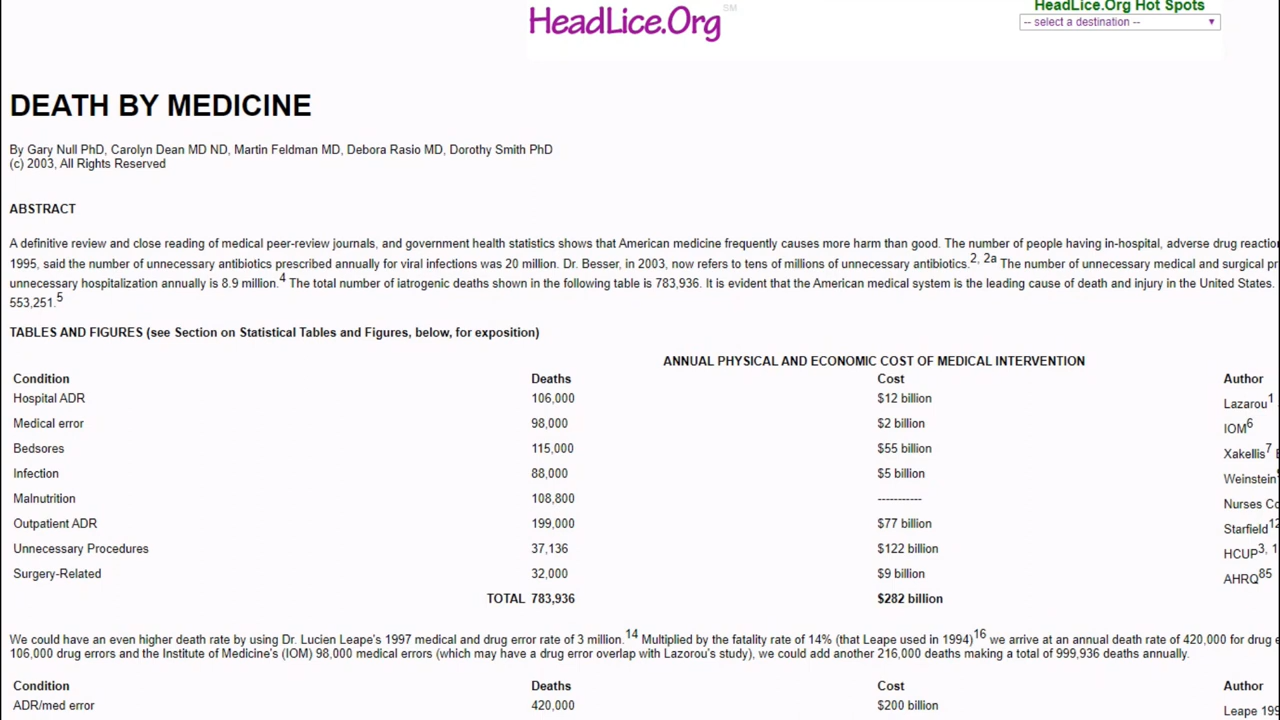 HeadLice.Org SM
HeadLice.Org Hot Spots
-- select a destination --
DEATH BY MEDICINE
By Gary Null PhD, Carolyn Dean MD ND, Martin Feldman MD, Debora Rasio MD, Dorothy Smith PhD
(c) 2003, All Rights Reserved
ABSTRACT
A definitive review and close reading of medical peer-review journals, and government health statistics shows that American medicine frequently causes more harm than good. The number of people having in-hospital, adverse drug reactio
1995, said the number of unnecessary antibiotics prescribed annually for viral infections was 20 million. Dr. Besser, in 2003, now refers to tens of millions of unnecessary antibiotics.2, 2a The number of unnecessary medical and surgical pr
unnecessary hospitalization annually is 8.9 million.4 The total number of iatrogenic deaths shown in the following table is 783,936. It is evident that the American medical system is the leading cause of death and injury in the United States.
553,251.5
TABLES AND FIGURES (see Section on Statistical Tables and Figures, below, for exposition)
ANNUAL PHYSICAL AND ECONOMIC COST OF MEDICAL INTERVENTION
Condition Deaths Cost Author
Hospital ADR 106,000 $12 billion Lazarou1
Medical error 98,000 $2 billion IOM6
Bedsores 115,000 $55 billion Xakellis7
Infection 88,000 $5 billion Weinstein
Malnutrition 108,800 ----------- Nurses Co
Outpatient ADR 199,000 $77 billion Starfield12
Unnecessary Procedures 37,136 $122 billion HCUP3, 1
Surgery-Related 32,000 $9 billion AHRQ85
TOTAL 783,936 $282 billion
We could have an even higher death rate by using Dr. Lucien Leape's 1997 medical and drug error rate of 3 million.14 Multiplied by the fatality rate of 14% (that Leape used in 1994)16 we arrive at an annual death rate of 420,000 for drug e
106,000 drug errors and the Institute of Medicine's (IOM) 98,000 medical errors (which may have a drug error overlap with Lazorou's study), we could add another 216,000 deaths making a total of 999,936 deaths annually.
Condition Deaths Cost Author
ADR/med error 420,000 $200 billion Leape 199